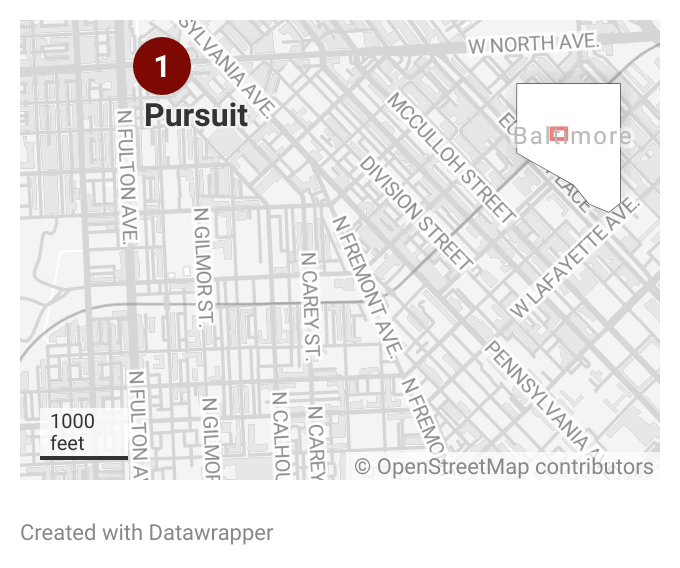 SYLVANIA AVE.
W NORTH AVE.
1
Pursuit
N FULTON AVE.
MCCULLOH STREET
EU
Baltimore
PLACE
DIVISION STREET
N GILMOR ST.
N FREMONT AVE.
W LAFAYETTE AVE.
N CAREY ST.
PENNSYLVANIA A
N FULTON AV
N GILMOR
N CALHOU
N CAREY
N FREMO
1000
feet
© OpenStreetMap contributors
Created with Datawrapper